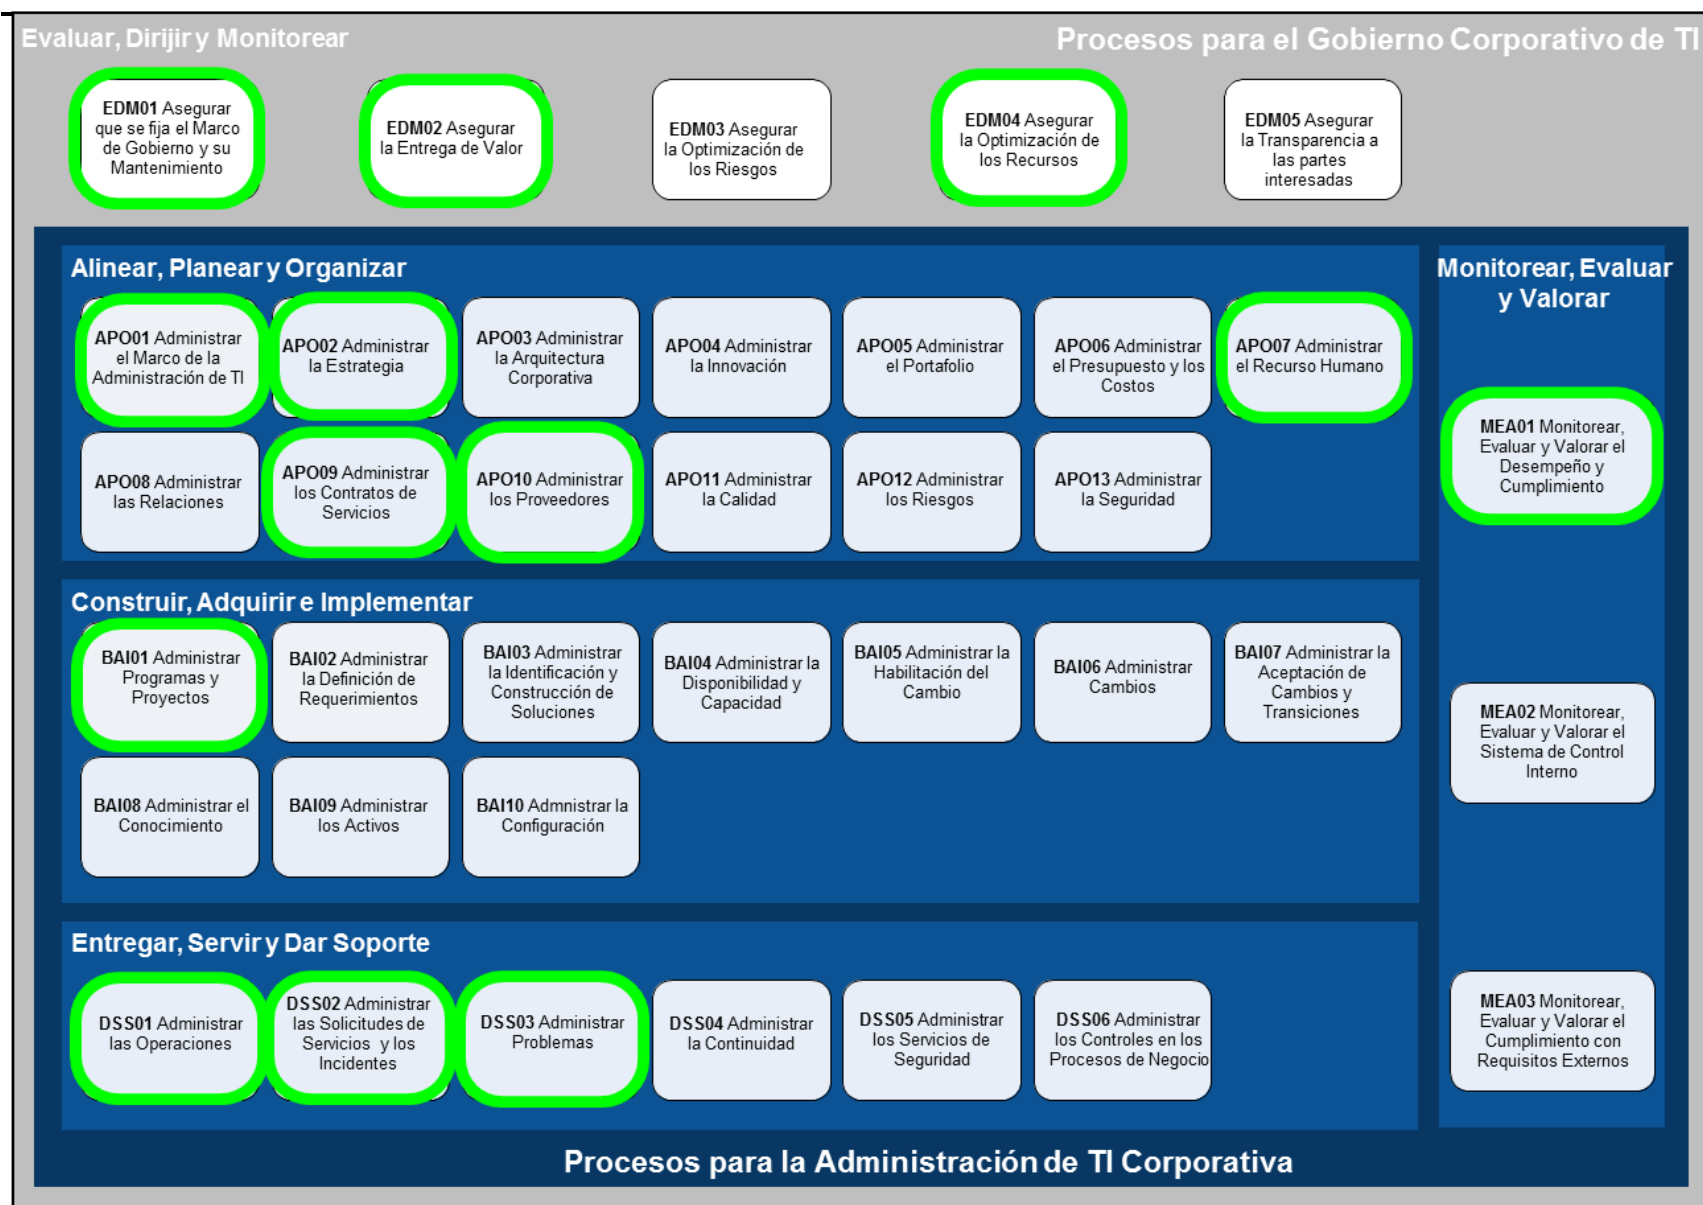 Evaluar, Dirijir y Monitorear
Procesos para el Gobierno Corporativo de TI
EDM01 Asegurar
que se fija el Marco
de Gobierno y su
Mantenimiento
EDM02 Asegurar
la Entrega de Valor
EDM03 Asegurar
la Optimización de
los Riesgos
EDM04 Asegurar
la Optimización de
los Recursos
EDM05 Asegurar
la Transparencia a
las partes
interesadas
Alinear, Planear y Organizar
APO01 Administrar
el Marco de la
Administración de TI
APO02 Administrar
la Estrategia
APO03 Administrar
la Arquitectura
Corporativa
APO04 Administrar
la Innovación
APO05 Administrar
el Portafolio
APO06 Administrar
el Presupuesto y los
Costos
APO07 Administrar
el Recurso Humano
APO08 Administrar
las Relaciones
APO09 Administrar
los Contratos de
Servicios
APO10 Administrar
los Proveedores
APO11 Administrar
la Calidad
APO12 Administrar
los Riesgos
APO13 Administrar
la Seguridad
Construir, Adquirir e Implementar
BAI01 Administrar
Programas y
Proyectos
BAI02 Administrar
la Definición de
Requerimientos
BAI03 Administrar
la Identificación y
Construcción de
Soluciones
BAI04 Administrar la
Disponibilidad y
Capacidad
BAI05 Administrar la
Habilitación del
Cambio
BAI06 Administrar
Cambios
BAI07 Administrar la
Aceptación de
Cambios y
Transiciones
BAI08 Administrar el
Conocimiento
BAI09 Administrar
los Activos
BAI10 Admnistrar la
Configuración
Entregar, Servir y Dar Soporte
DSS01 Administrar
las Operaciones
DSS02 Administrar
las Solicitudes de
Servicios y los
Incidentes
DSS03 Administrar
Problemas
DSS04 Administrar
la Continuidad
DSS05 Administrar
los Servicios de
Seguridad
DSS06 Administrar
los Controles en los
Procesos de Negocio
Monitorear, Evaluar
y Valorar
MEA01 Monitorear,
Evaluar y Valorar el
Desempeño y
Cumplimiento
MEA02 Monitorear,
Evaluar y Valorar el
Sistema de Control
Interno
MEA03 Monitorear,
Evaluar y Valorar el
Cumplimiento con
Requisitos Externos
Procesos para la Administración de TI Corporativa